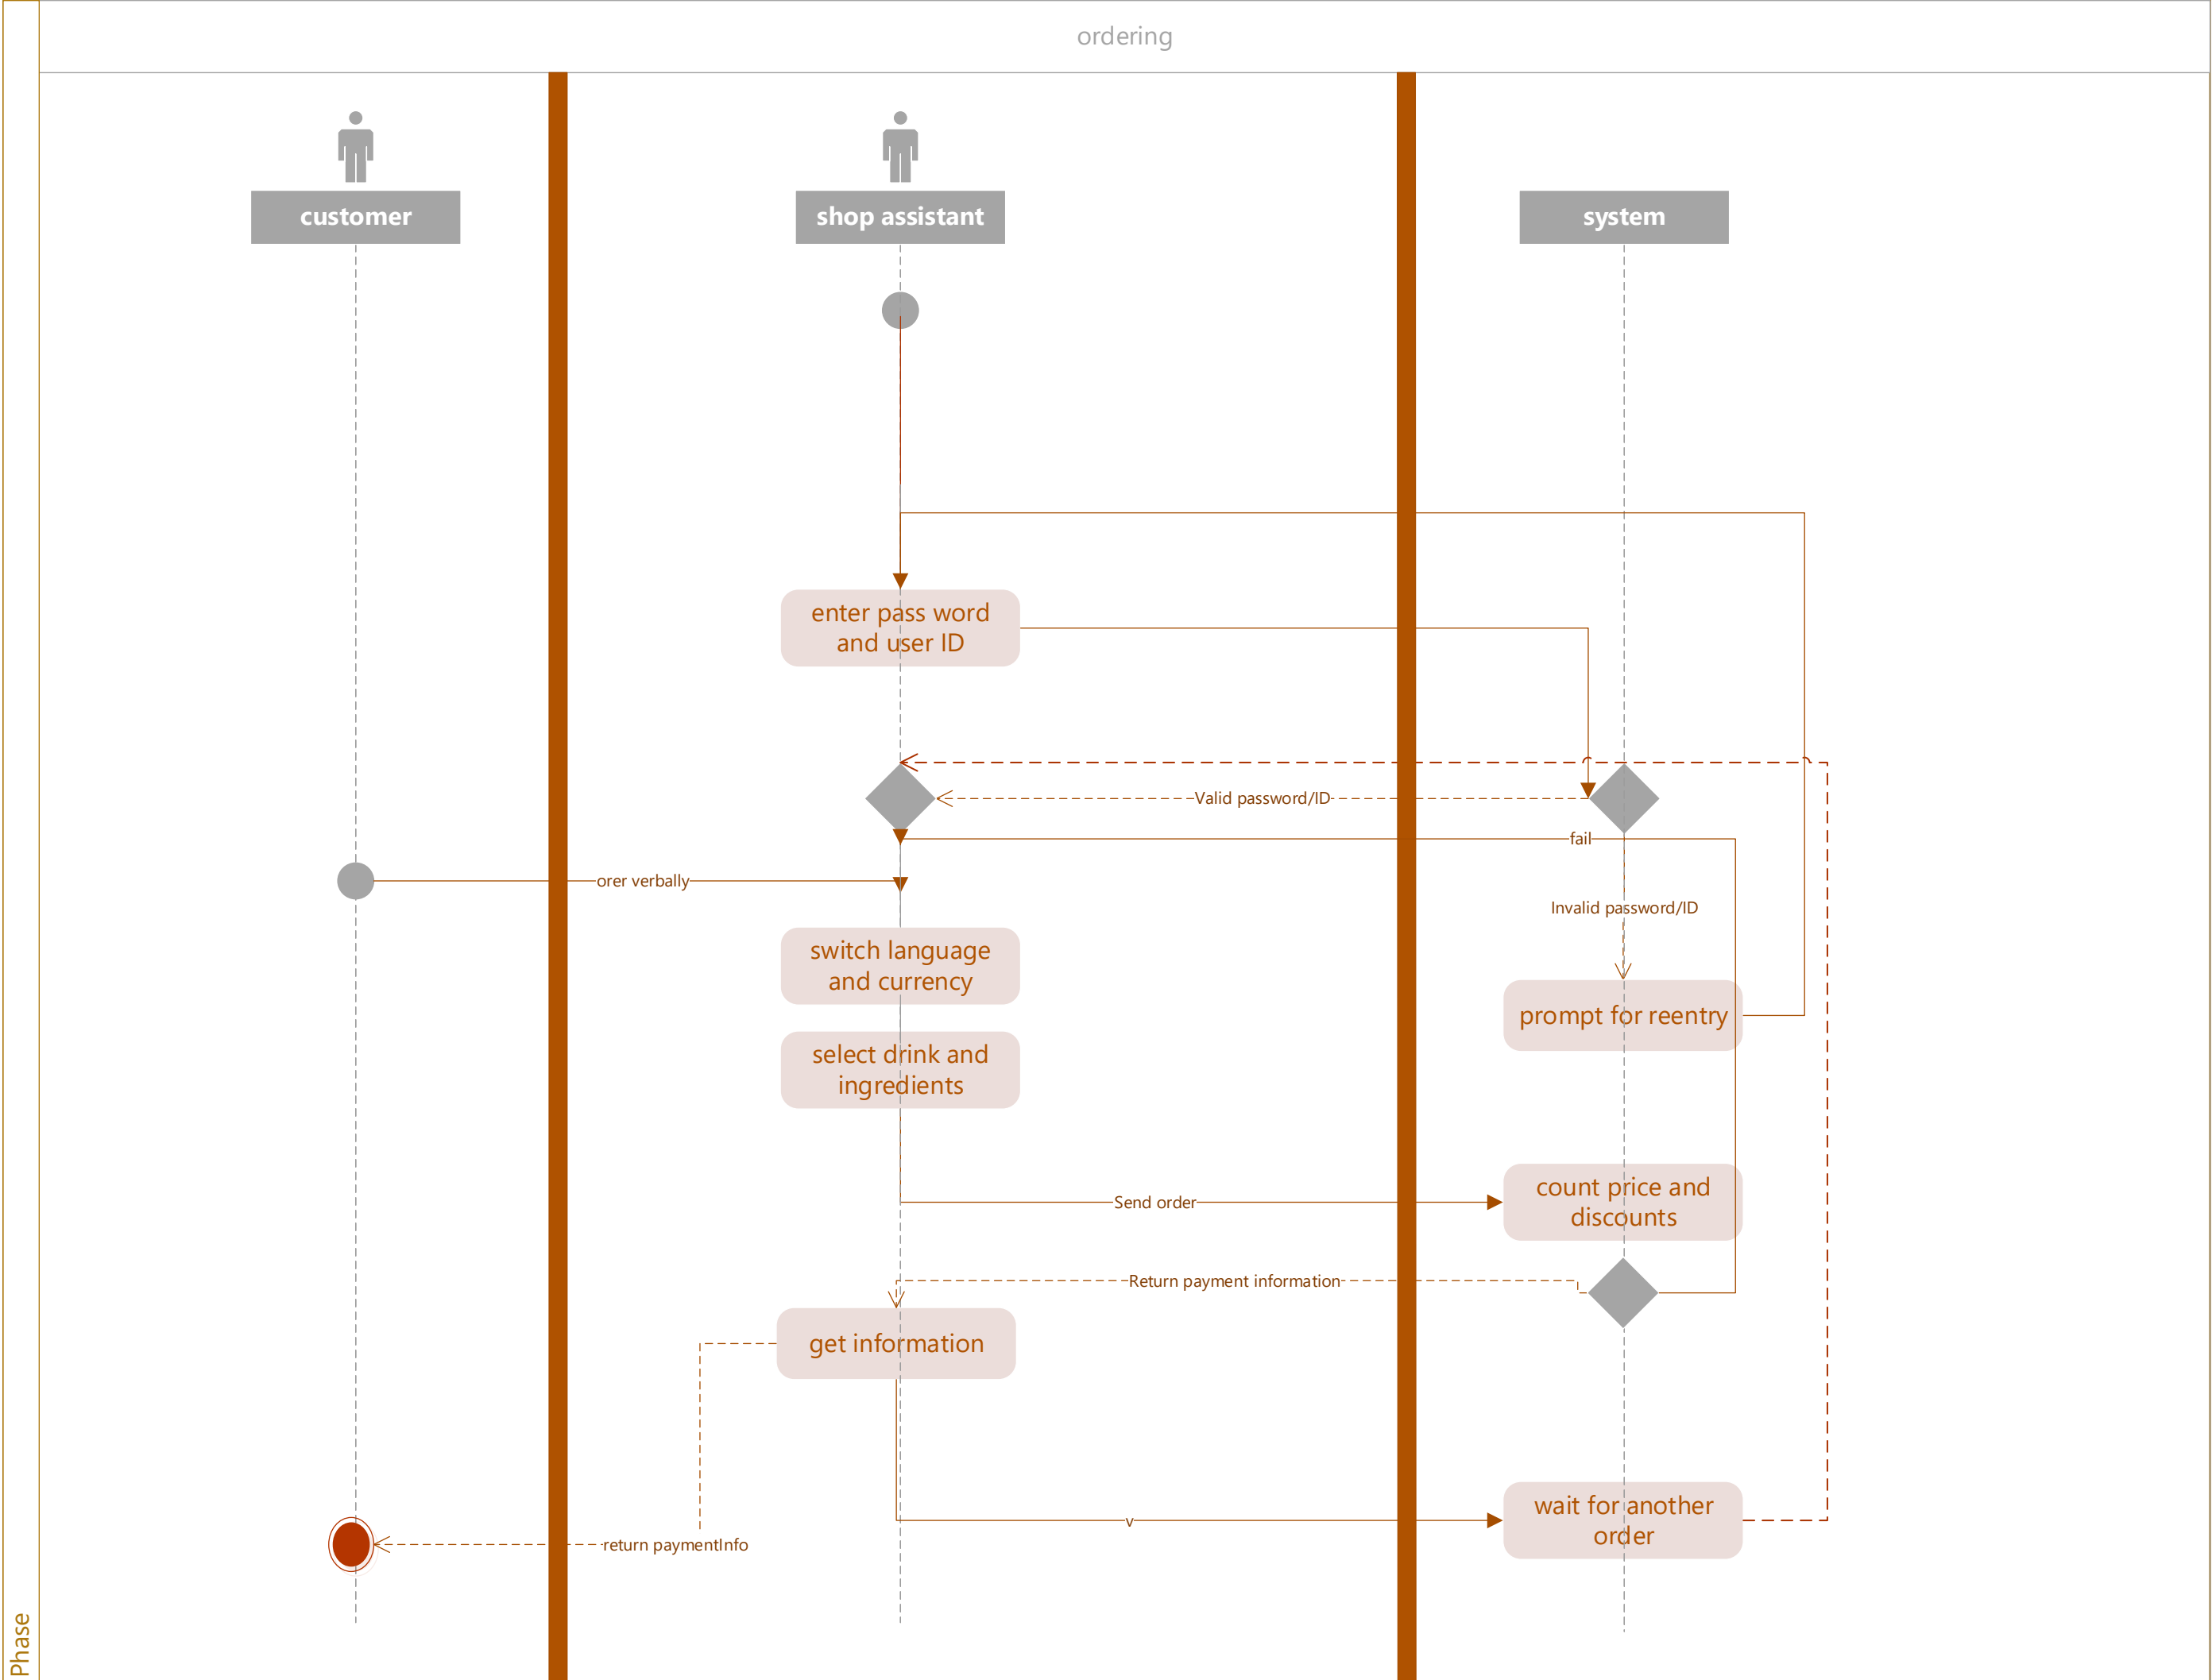 ordering
customer
shop assistant
system
enter pass word
and user ID
Valid password/ID
fail
orer verbally
Invalid password/ID
switch language
and currency
prompt for reentry
select drink and
ingredients
count price and
discounts
Send order
Return payment information
get information
wait for another
order
v
return paymentInfo
Phase